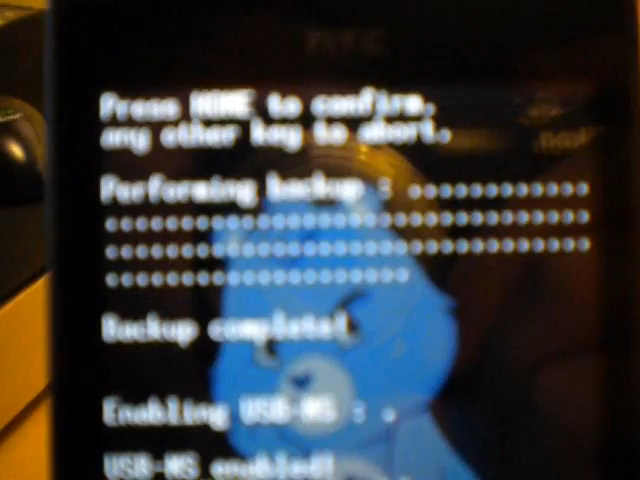 HTC
Press HOME to confirm,
any other key to abort.
Performing backup : ............
................................
................................
....................
Backup complete!
Enabling USB-MS : .
USB-MS enabled!